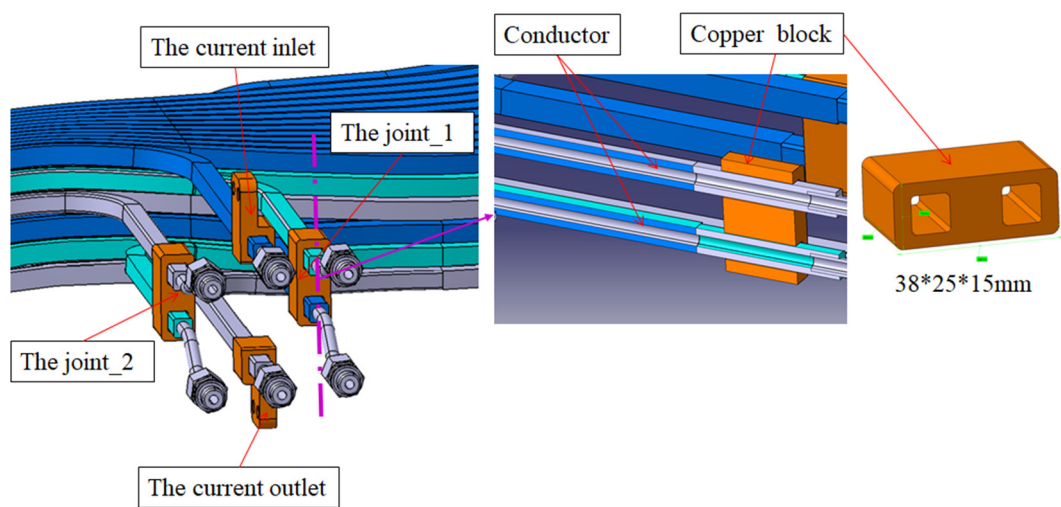 The current inlet
The joint_1
The joint_2
The current outlet
Conductor
Copper block
38*25*15mm